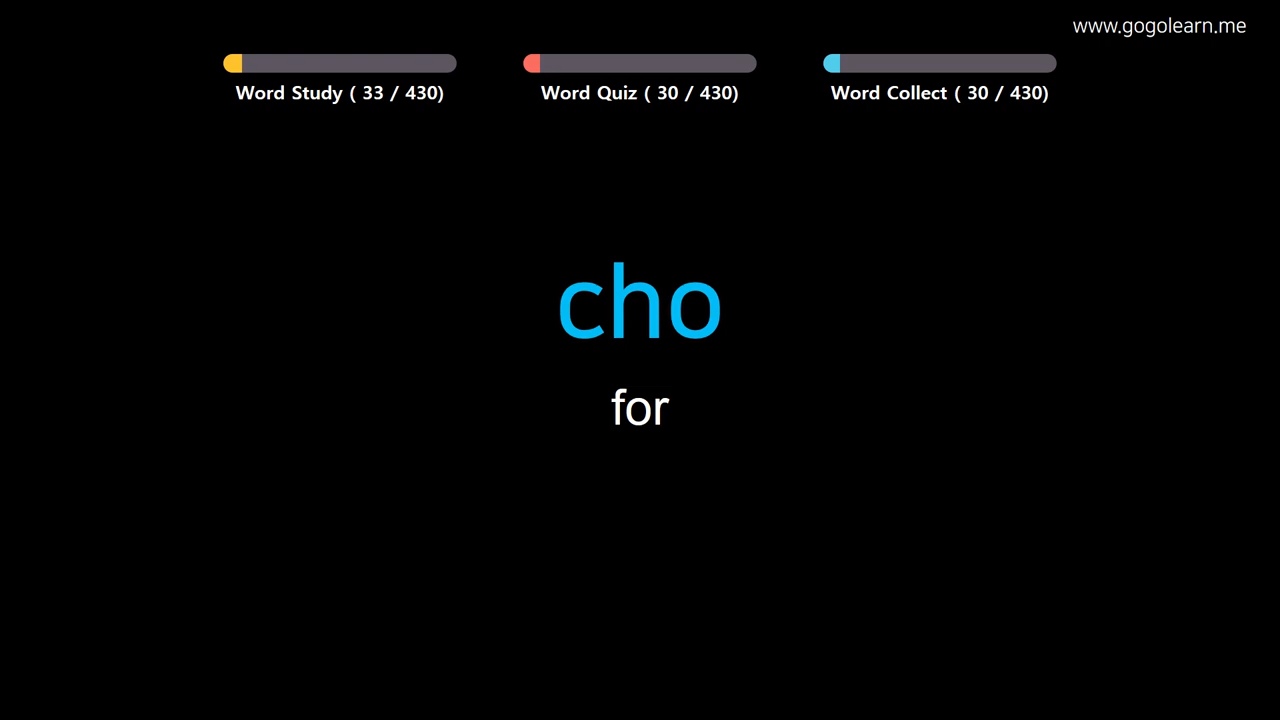 www.gogolearn.me
Word Study ( 33 / 430)
Word Quiz ( 30 / 430)
Word Collect ( 30 / 430)
cho
for